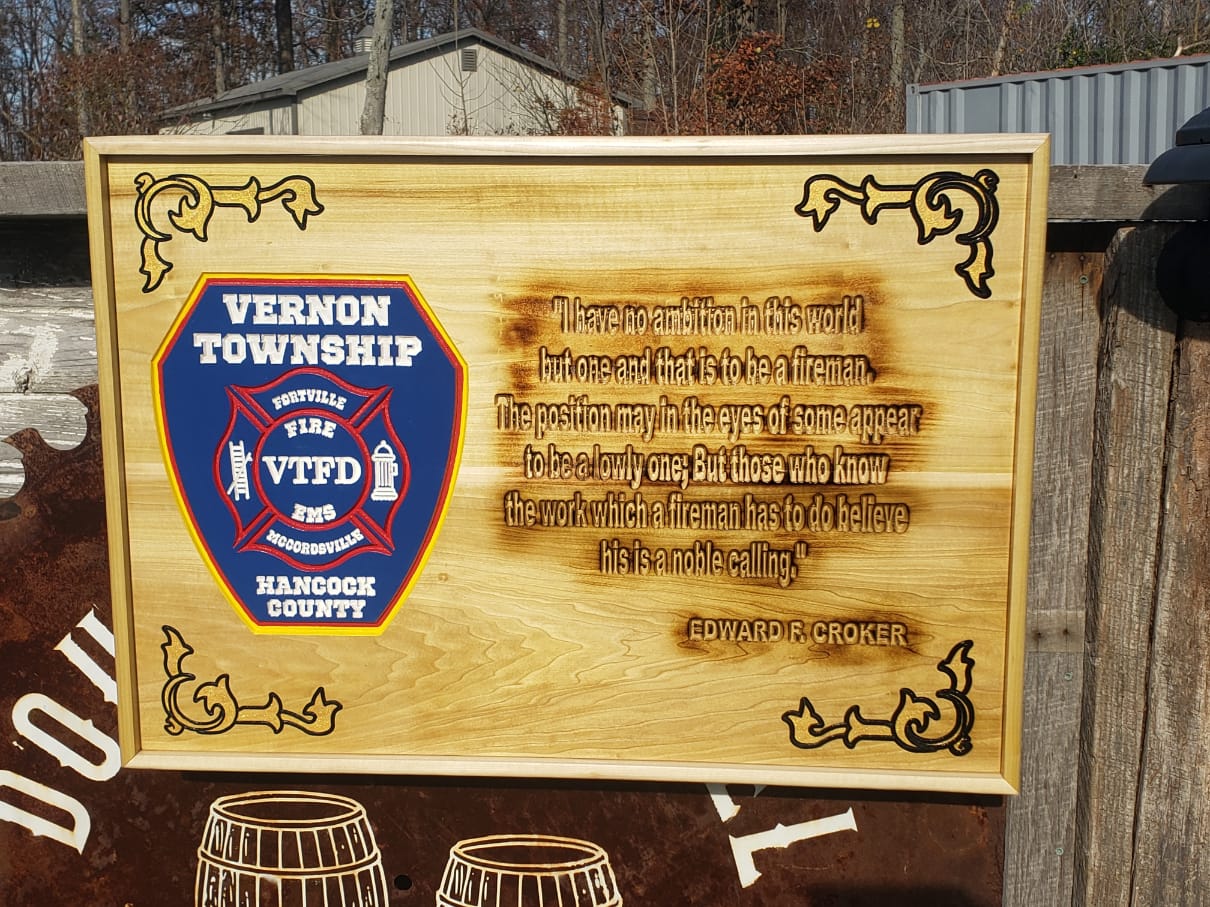 VERNON
TOWNSHIP
FORTVILLE
FIRE
VTFD
EMS
MCCORDSVILLE
HANCOCK
COUNTY
"I have no ambition in this world
but one and that is to be a fireman.
The position may in the eyes of some appear
to be a lowly one; But those who know
the work which a fireman has to do believe
his is a noble calling."
EDWARD F. CROKER